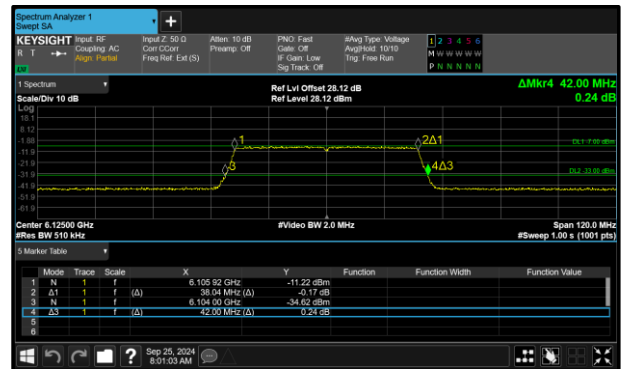 Spectrum Analyzer 1
Swept SA
+
KEYSIGHT Input: RF Input Z: 50 Ω Atten: 10 dB PNO: Fast #Avg Type: Voltage 1 2 3 4 5 6
R T Coupling: AC Corr CCorr Preamp: Off Gate: Off Avg|Hold: 10/10 M W W W W W
Align: Partial Freq Ref: Ext (S) IF Gain: Low Trig: Free Run P N N N N N
Sig Track: Off
1 Spectrum Ref Lvl Offset 28.12 dB ΔMkr4 42.00 MHz
Scale/Div 10 dB Ref Level 28.12 dBm 0.24 dB
Log
18.1
8.12
-1.88 1 2Δ1 DL1 -7.00 dBm
-11.9
-21.9 3 4Δ3
-31.9 DL2 -33.00 dBm
-41.9
-51.9
-61.9
Center 6.12500 GHz #Video BW 2.0 MHz Span 120.0 MHz
#Res BW 510 kHz #Sweep 1.00 s (1001 pts)
5 Marker Table
Mode Trace Scale X Y Function Function Width Function Value
1 N 1 f 6.105 92 GHz -11.22 dBm
2 Δ1 1 f (Δ) 38.04 MHz (Δ) -0.17 dB
3 N 1 f 6.104 00 GHz -34.62 dBm
4 Δ3 1 f (Δ) 42.00 MHz (Δ) 0.24 dB
5
6
? Sep 25, 2024
8:01:03 AM